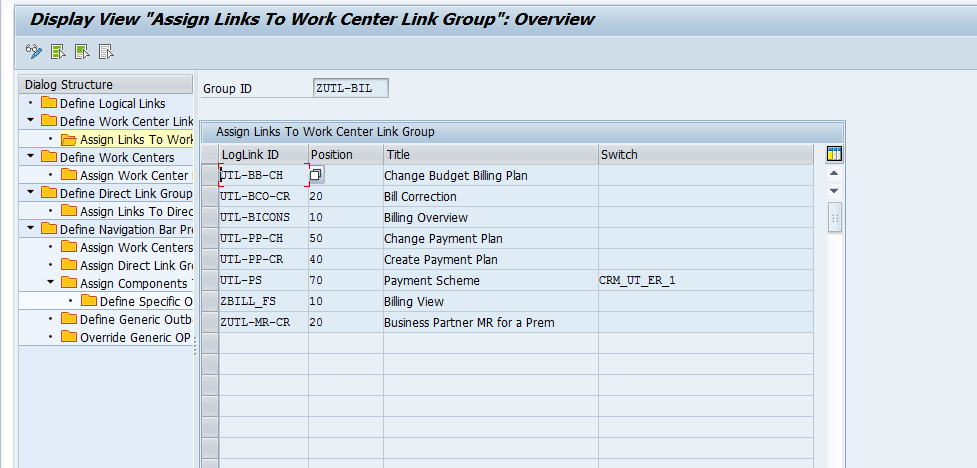 Display View "Assign Links To Work Center Link Group": Overview
Dialog Structure
Define Logical Links
Define Work Center Link
Assign Links To Work
Define Work Centers
Assign Work Center
Define Direct Link Group
Assign Links To Direc
Define Navigation Bar Pr
Assign Work Centers
Assign Direct Link Gr
Assign Components
Define Specific O
Define Generic Outb
Override Generic OP
Group ID ZUTL-BIL
Assign Links To Work Center Link Group
LogLink ID Position Title Switch
UTL-BB-CH Change Budget Billing Plan
UTL-BCO-CR 20 Bill Correction
UTL-BICONS 10 Billing Overview
UTL-PP-CH 50 Change Payment Plan
UTL-PP-CR 40 Create Payment Plan
UTL-PS 70 Payment Scheme CRM_UT_ER_1
ZBILL_FS 10 Billing View
ZUTL-MR-CR 20 Business Partner MR for a Prem